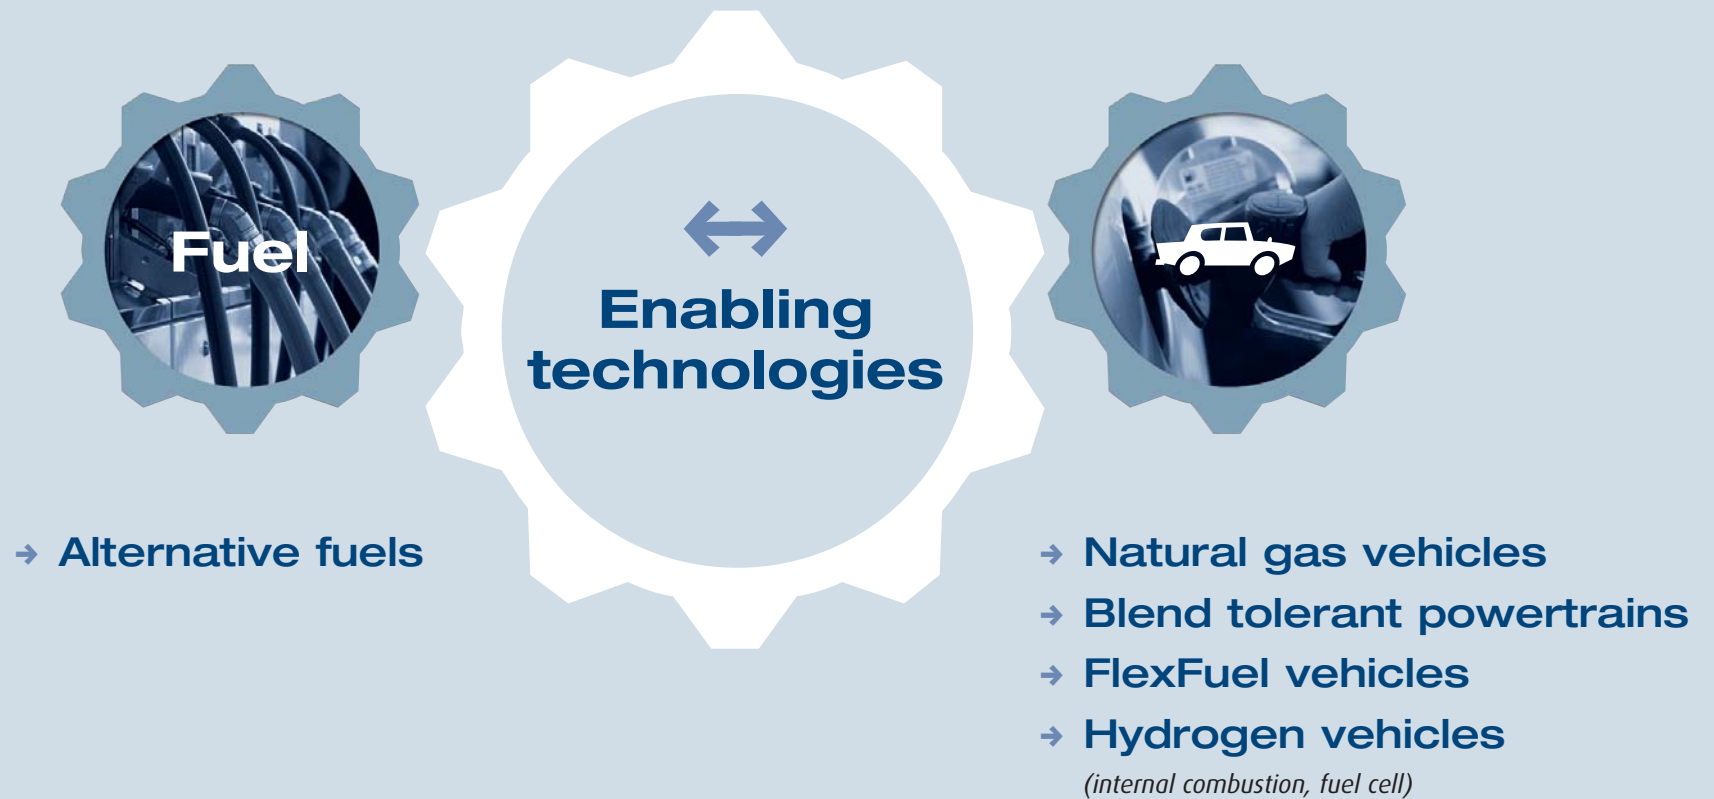 Fuel
Enabling
technologies
Alternative fuels
Natural gas vehicles
Blend tolerant powertrains
FlexFuel vehicles
Hydrogen vehicles
(internal combustion, fuel cell)